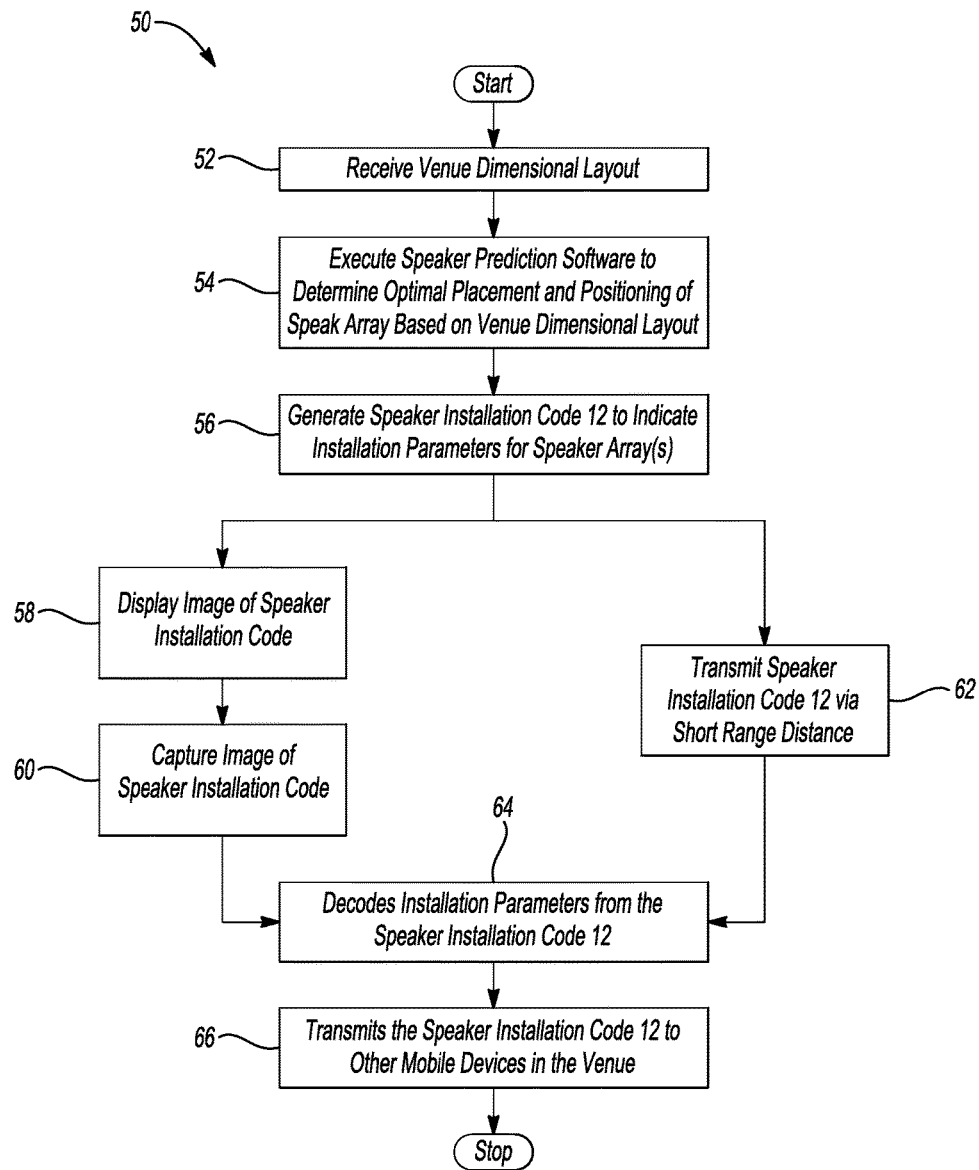 50
Start
52
Receive Venue Dimensional Layout
54
Execute Speaker Prediction Software to
Determine Optimal Placement and Positioning of
Speak Array Based on Venue Dimensional Layout
56
Generate Speaker Installation Code 12 to Indicate
Installation Parameters for Speaker Array(s)
58
Display Image of Speaker
Installation Code
60
Capture Image of
Speaker Installation Code
Transmit Speaker
Installation Code 12 via
Short Range Distance
62
64
Decodes Installation Parameters from the
Speaker Installation Code 12
66
Transmits the Speaker Installation Code 12 to
Other Mobile Devices in the Venue
Stop